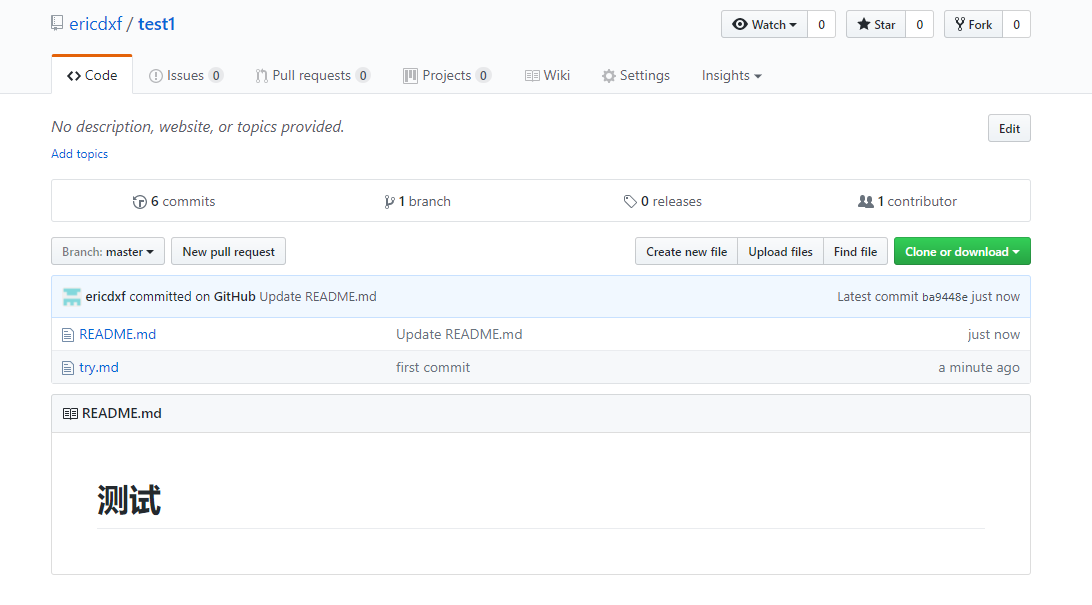 ericdxf / test1 Watch 0 Star 0 Fork 0
Code Issues 0 Pull requests 0 Projects 0 Wiki Settings Insights
No description, website, or topics provided. Edit
Add topics
6 commits 1 branch 0 releases 1 contributor
Branch: master New pull request Create new file Upload files Find file Clone or download
ericdxf committed on GitHub Update README.md Latest commit ba9448e just now
README.md Update README.md just now
try.md first commit a minute ago
README.md
测试